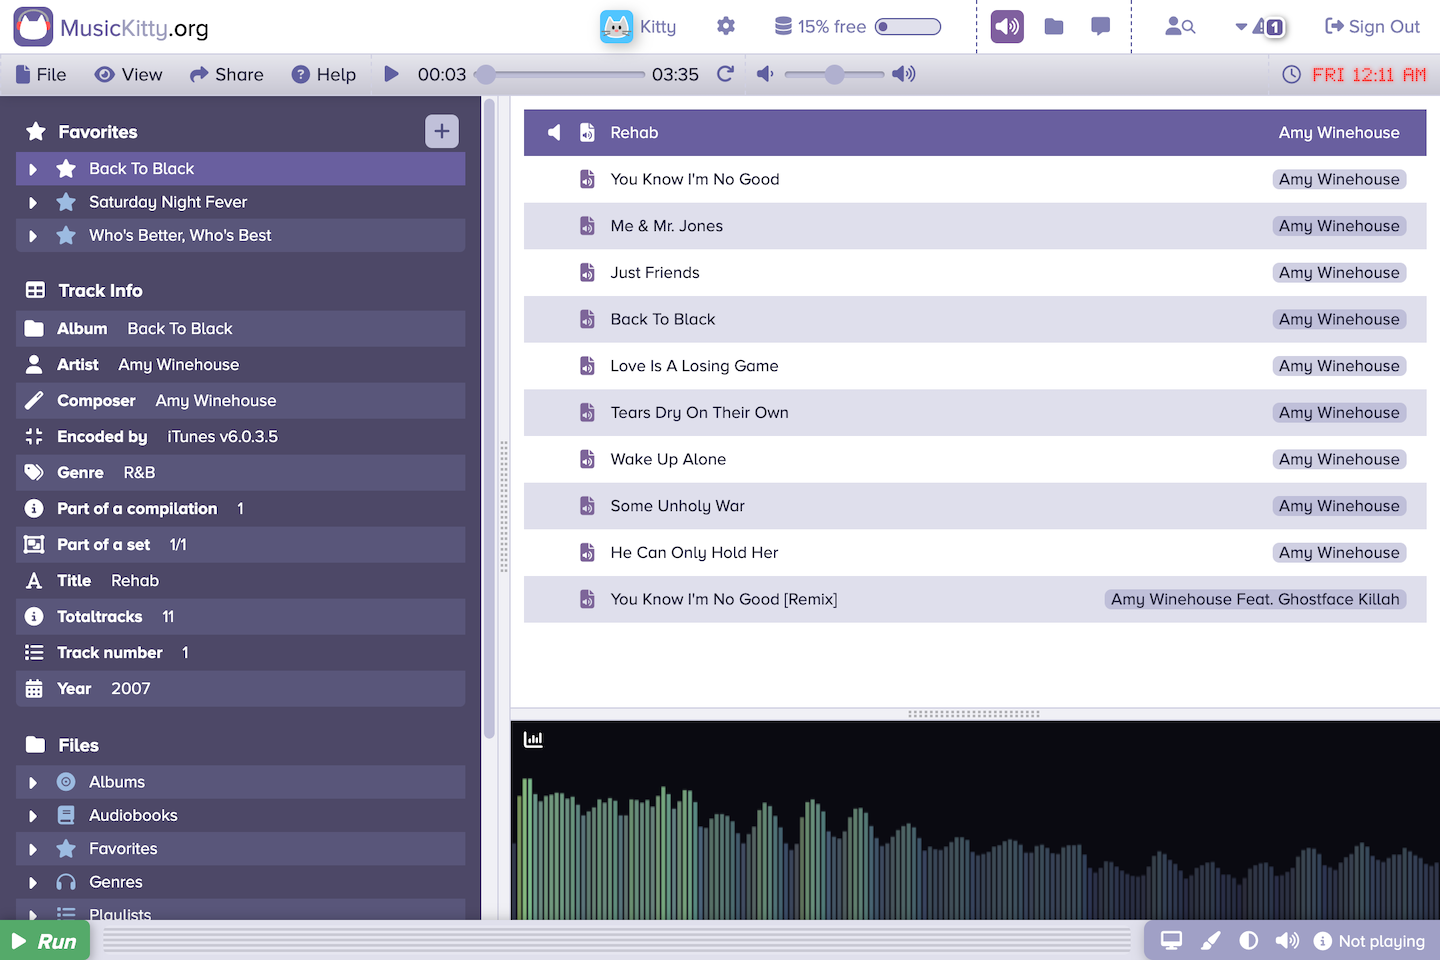 MusicKitty.org
Kitty
15% free
1
Sign Out
File
View
Share
Help
00:03
03:35
FRI 12:11 AM
Favorites
Back To Black
Saturday Night Fever
Who's Better, Who's Best
Track Info
Album Back To Black
Artist Amy Winehouse
Composer Amy Winehouse
Encoded by iTunes v6.0.3.5
Genre R&B
Part of a compilation 1
Part of a set 1/1
Title Rehab
Totaltracks 11
Track number 1
Year 2007
Files
Albums
Audiobooks
Favorites
Genres
Playlists
Rehab Amy Winehouse
You Know I'm No Good Amy Winehouse
Me & Mr. Jones Amy Winehouse
Just Friends Amy Winehouse
Back To Black Amy Winehouse
Love Is A Losing Game Amy Winehouse
Tears Dry On Their Own Amy Winehouse
Wake Up Alone Amy Winehouse
Some Unholy War Amy Winehouse
He Can Only Hold Her Amy Winehouse
You Know I'm No Good [Remix] Amy Winehouse Feat. Ghostface Killah
Run
Not playing